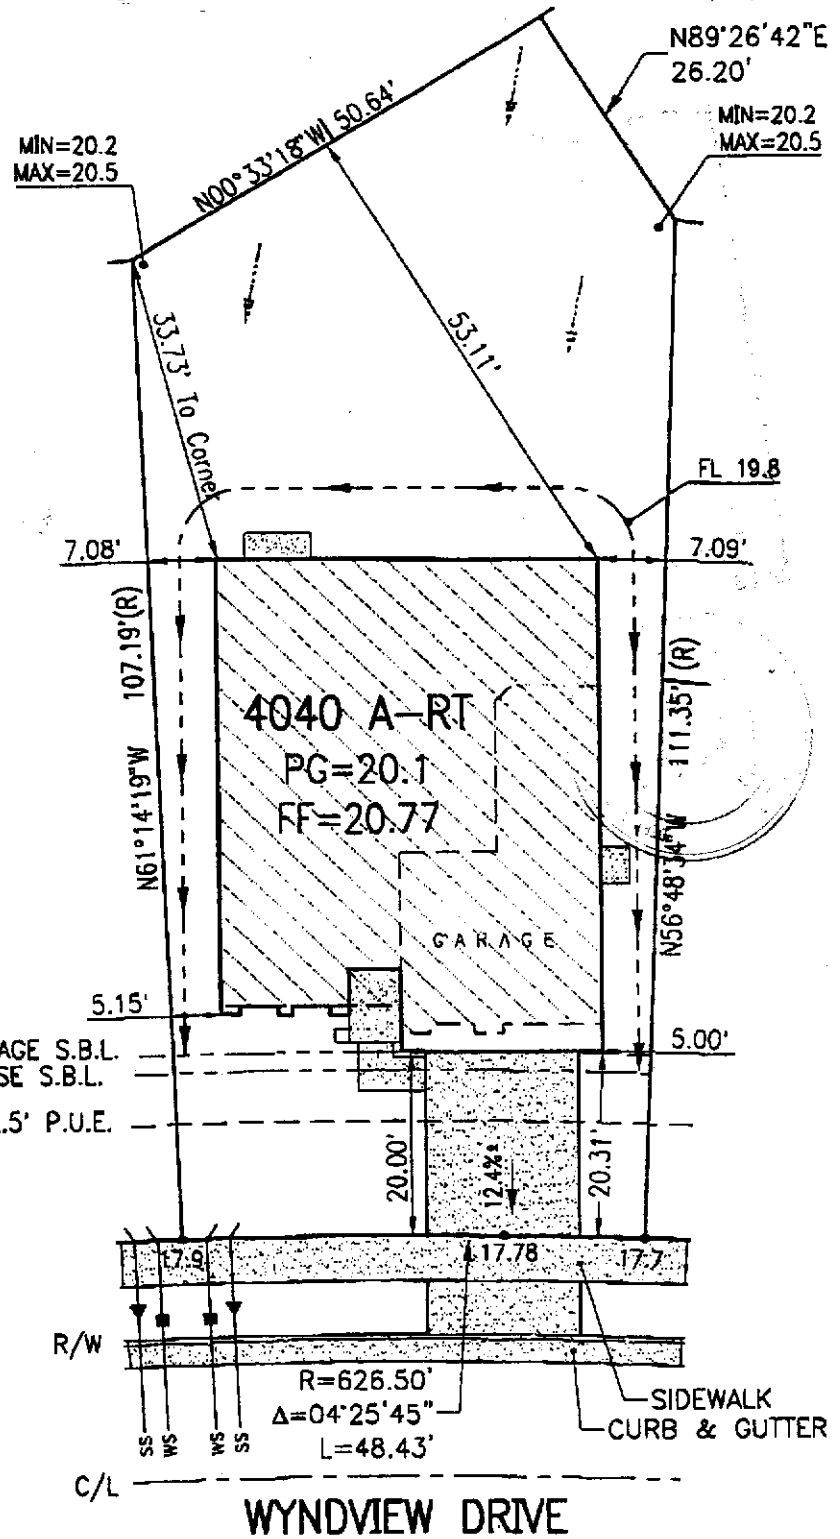 N89°26'42"E
26.20'
MIN=20.2
MAX=20.5
MIN=20.2
MAX=20.5
N00°33'18"W 50.64'
33.73' To Corner
53.11'
FL 19.8
7.08'
7.09'
N61°14'19"W 107.19'(R)
111.35' (R)
4040 A-RT
PG=20.1
FF=20.77
GARAGE
5.15'
5.00'
AGE S.B.L.
SE S.B.L.
.5' P.U.E.
20.00'
12.4%±
20.31'
17.9
17.78
17.7
R/W
R=626.50'
Δ=04°25'45"
L=48.43'
SIDEWALK
CURB & GUTTER
SS
WS
WS
SS
C/L
WYNDVIEW DRIVE